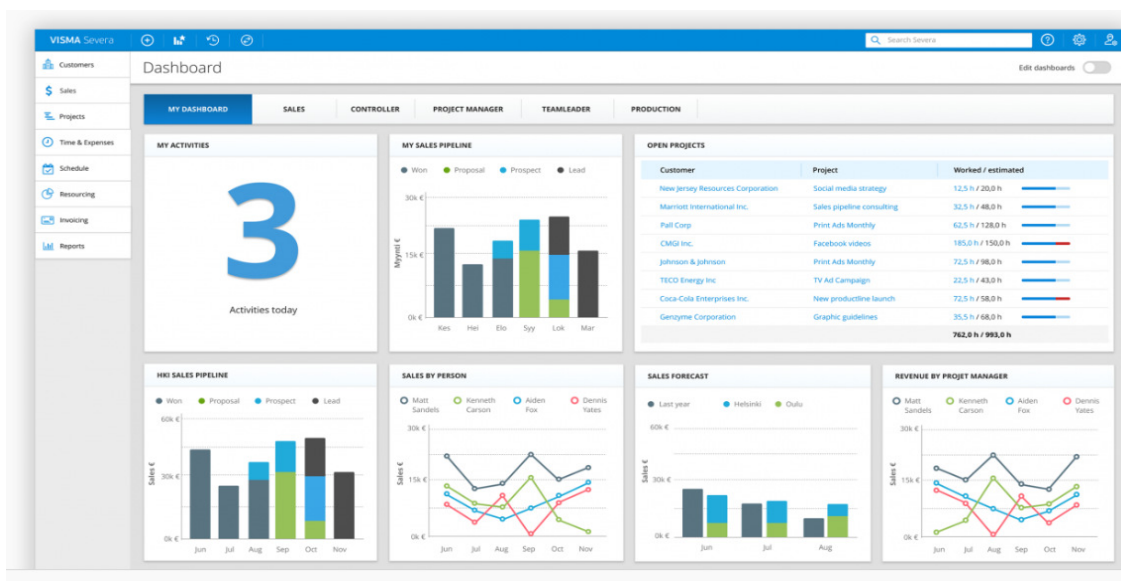 VISMA Severa
Search Severa
Customers
Sales
Projects
Time & Expenses
Schedule
Resourcing
Invoicing
Reports
Dashboard
Edit dashboards
MY DASHBOARD SALES CONTROLLER PROJECT MANAGER TEAMLEADER PRODUCTION
MY ACTIVITIES
3
Activities today
MY SALES PIPELINE
Won Proposal Prospect Lead
30k €
15k €
0k €
Myynti €
Kes Hei Elo Syy Lok Mar
OPEN PROJECTS
Customer Project Worked / estimated
New Jersey Resources Corporation Social media strategy 12,5 h / 20,0 h
Marriott International Inc. Sales pipeline consulting 32,5 h / 48,0 h
Pall Corp Print Ads Monthly 62,5 h / 128,0 h
CMGI Inc. Facebook videos 185,0 h / 150,0 h
Johnson & Johnson Print Ads Monthly 72,5 h / 98,0 h
TECO Energy Inc TV Ad Campaign 22,5 h / 43,0 h
Coca-Cola Enterprises Inc. New productline launch 72,5 h / 58,0 h
Genzyme Corporation Graphic guidelines 35,5 h / 68,0 h
762,0 h / 993,0 h
HKI SALES PIPELINE
Won Proposal Prospect Lead
60k €
30k €
0k €
Sales €
Jun Jul Aug Sep Oct Nov
SALES BY PERSON
Matt Sandels Kenneth Carson Aiden Fox Dennis Yates
30k €
15k €
0k €
Sales €
Jun Jul Aug Sep Oct Nov
SALES FORECAST
Last year Helsinki Oulu
60k €
30k €
0k €
Sales €
Jun Jul Aug
REVENUE BY PROJET MANAGER
Matt Sandels Kenneth Carson Aiden Fox Dennis Yates
30k €
15k €
0k €
Sales €
Jun Jul Aug Sep Oct Nov